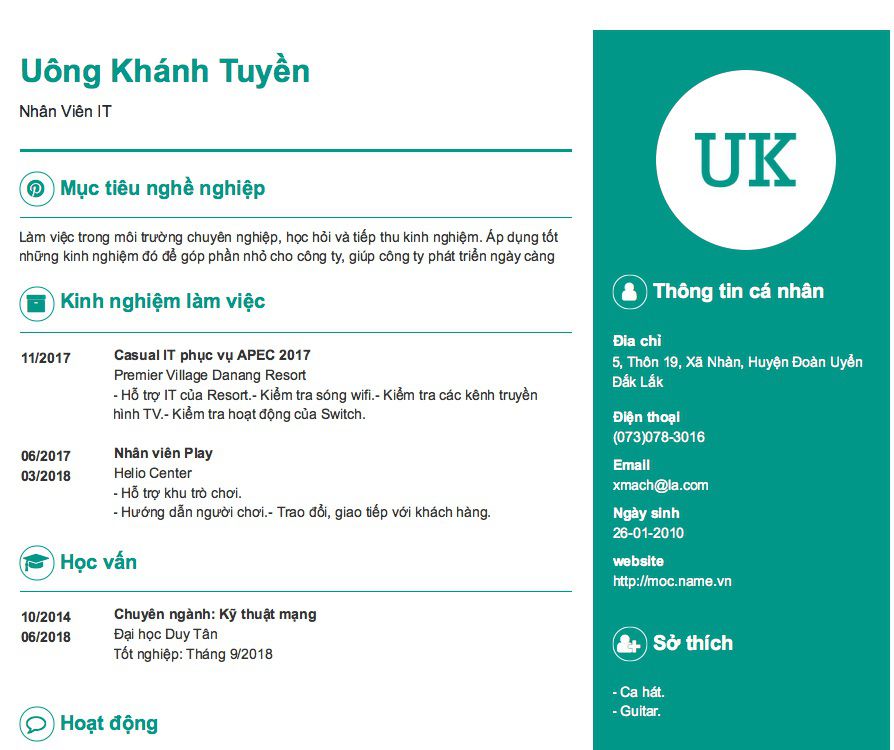 Uông Khánh Tuyền
Nhân Viên IT
Mục tiêu nghề nghiệp
Làm việc trong môi trường chuyên nghiệp, học hỏi và tiếp thu kinh nghiệm. Áp dụng tốt
những kinh nghiệm đó để góp phần nhỏ cho công ty, giúp công ty phát triển ngày càng
Kinh nghiệm làm việc
11/2017
Casual IT phục vụ APEC 2017
Premier Village Danang Resort
- Hỗ trợ IT của Resort.- Kiểm tra sóng wifi.- Kiểm tra các kênh truyền
hình TV.- Kiểm tra hoạt động của Switch.
06/2017
03/2018
Nhân viên Play
Helio Center
- Hỗ trợ khu trò chơi.
- Hướng dẫn người chơi.- Trao đổi, giao tiếp với khách hàng.
Học vấn
10/2014
06/2018
Chuyên ngành: Kỹ thuật mạng
Đại học Duy Tân
Tốt nghiệp: Tháng 9/2018
Hoạt động
UK
Thông tin cá nhân
Địa chỉ
5, Thôn 19, Xã Nhàn, Huyện Đoàn Uyển
Đắk Lắk
Điện thoại
(073)078-3016
Email
xmach@la.com
Ngày sinh
26-01-2010
website
http://moc.name.vn
Sở thích
- Ca hát.
- Guitar.